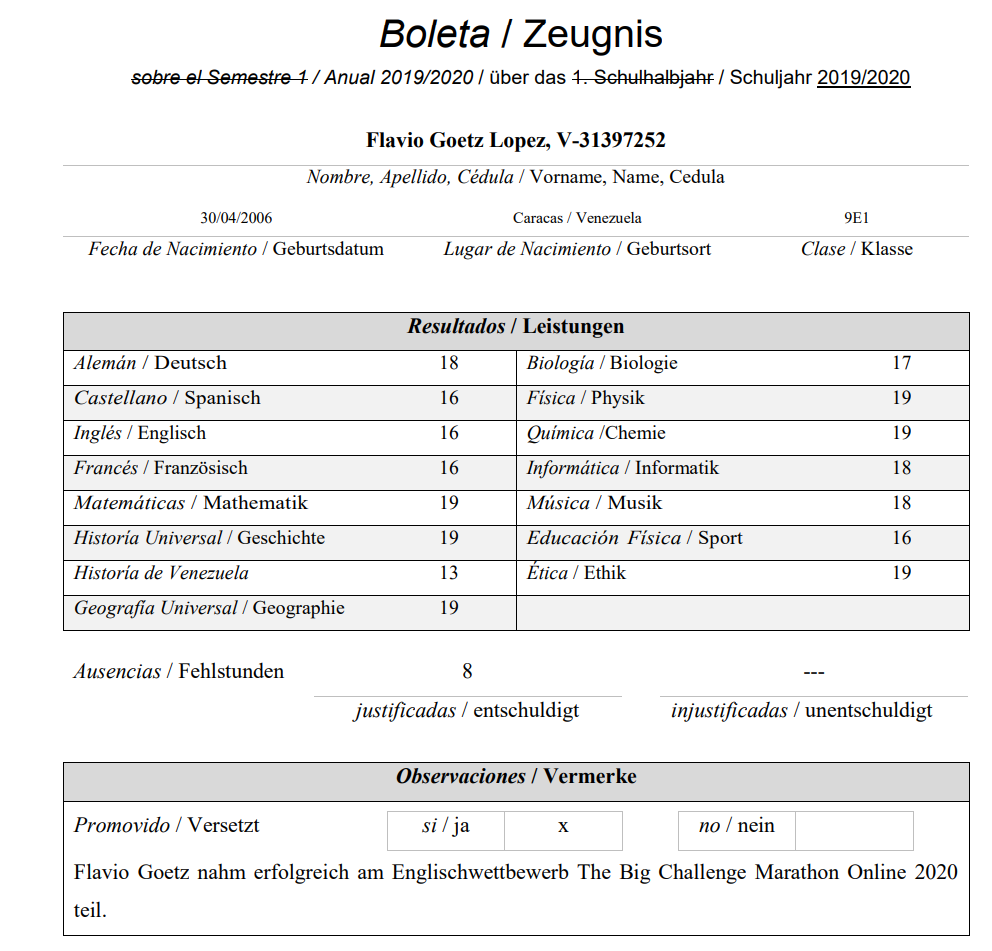 Boleta / Zeugnis
sobre el Semestre 1 / Anual 2019/2020 / über das 1. Schulhalbjahr / Schuljahr 2019/2020
Flavio Goetz Lopez, V-31397252
Nombre, Apellido, Cédula / Vorname, Name, Cedula
30/04/2006 Caracas / Venezuela 9E1
Fecha de Nacimiento / Geburtsdatum Lugar de Nacimiento / Geburtsort Clase / Klasse
Resultados / Leistungen
Alemán / Deutsch 18 Biología / Biologie 17
Castellano / Spanisch 16 Física / Physik 19
Inglés / Englisch 16 Química /Chemie 19
Francés / Französisch 16 Informática / Informatik 18
Matemáticas / Mathematik 19 Música / Musik 18
Historía Universal / Geschichte 19 Educación Física / Sport 16
Historía de Venezuela 13 Ética / Ethik 19
Geografía Universal / Geographie 19
Ausencias / Fehlstunden 8 ---
justificadas / entschuldigt injustificadas / unentschuldigt
Observaciones / Vermerke
Promovido / Versetzt si / ja x no / nein
Flavio Goetz nahm erfolgreich am Englischwettbewerb The Big Challenge Marathon Online 2020
teil.